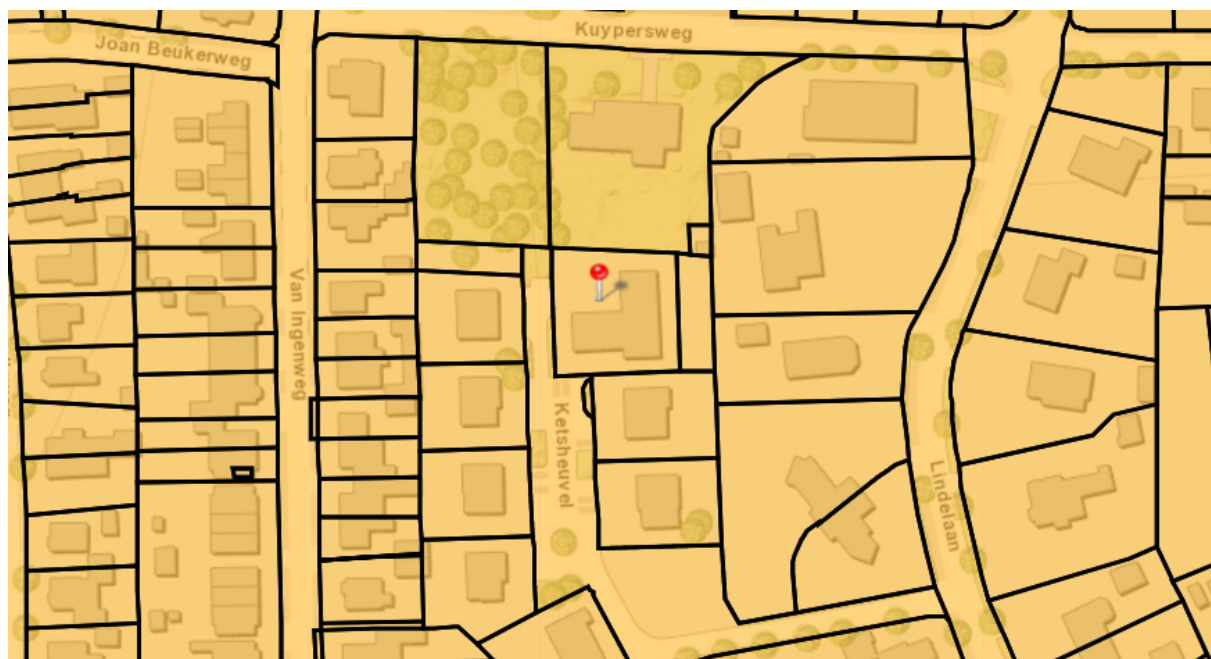 Kuypersweg
Joan Beukerweg
Van Ingenweg
Ketsheuvel
Lindelaan